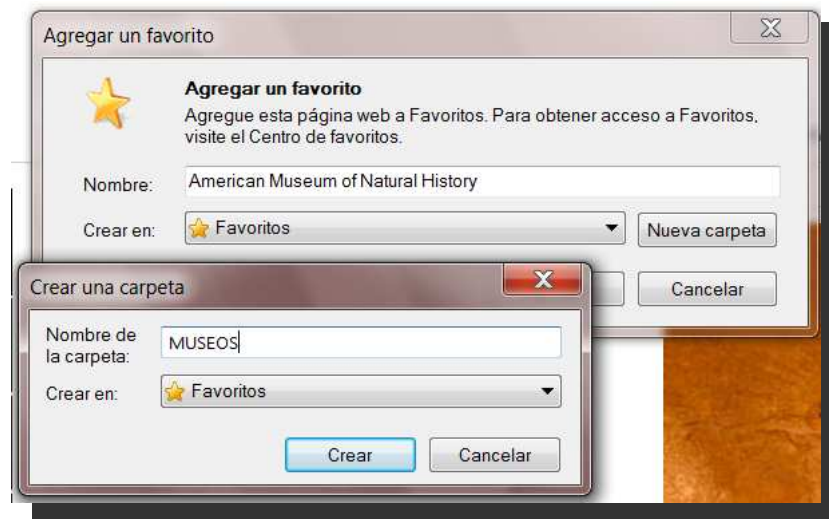 Agregar un favorito
Agregar un favorito
Agregue esta página web a Favoritos. Para obtener acceso a Favoritos,
visite el Centro de favoritos.
Nombre: American Museum of Natural History
Crear en: Favoritos Nueva carpeta
Cancelar
Crear una carpeta
Nombre de
la carpeta: MUSEOS
Crear en: Favoritos
Crear Cancelar